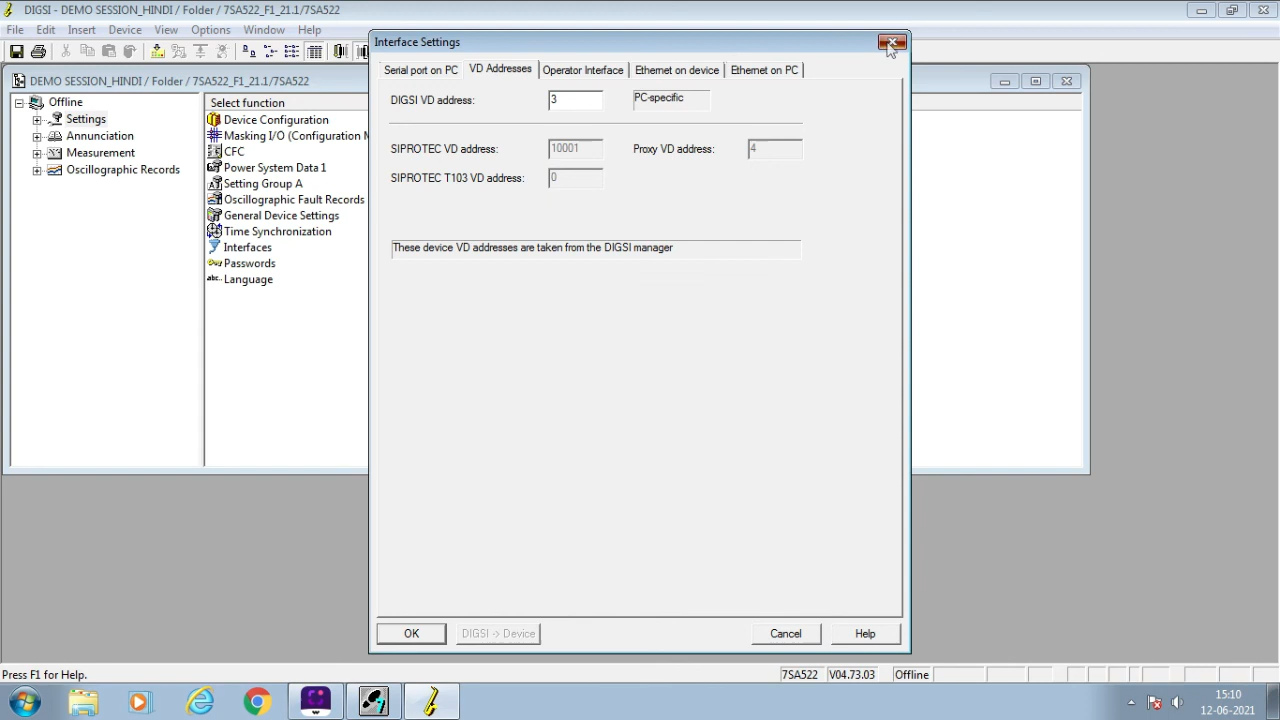 DIGSI - DEMO SESSION_HINDI / Folder / 7SA522_F1_21.1/7SA522
File Edit Insert Device View Options Window Help
DEMO SESSION_HINDI / Folder / 7SA522_F1_21.1/7SA522
Offline
Settings
Annunciation
Measurement
Oscillographic Records
Select function
Device Configuration
Masking I/O (Configuration M
CFC
Power System Data 1
Setting Group A
Oscillographic Fault Records
General Device Settings
Time Synchronization
Interfaces
Passwords
abc.. Language
Interface Settings
Serial port on PC VD Addresses Operator Interface Ethernet on device Ethernet on PC
DIGSI VD address: 3 PC-specific
SIPROTEC VD address: 10001 Proxy VD address: 4
SIPROTEC T103 VD address: 0
These device VD addresses are taken from the DIGSI manager
OK DIGSI -> Device Cancel Help
Press F1 for Help. 7SA522 V04.73.03 Offline
15:10
12-06-2021